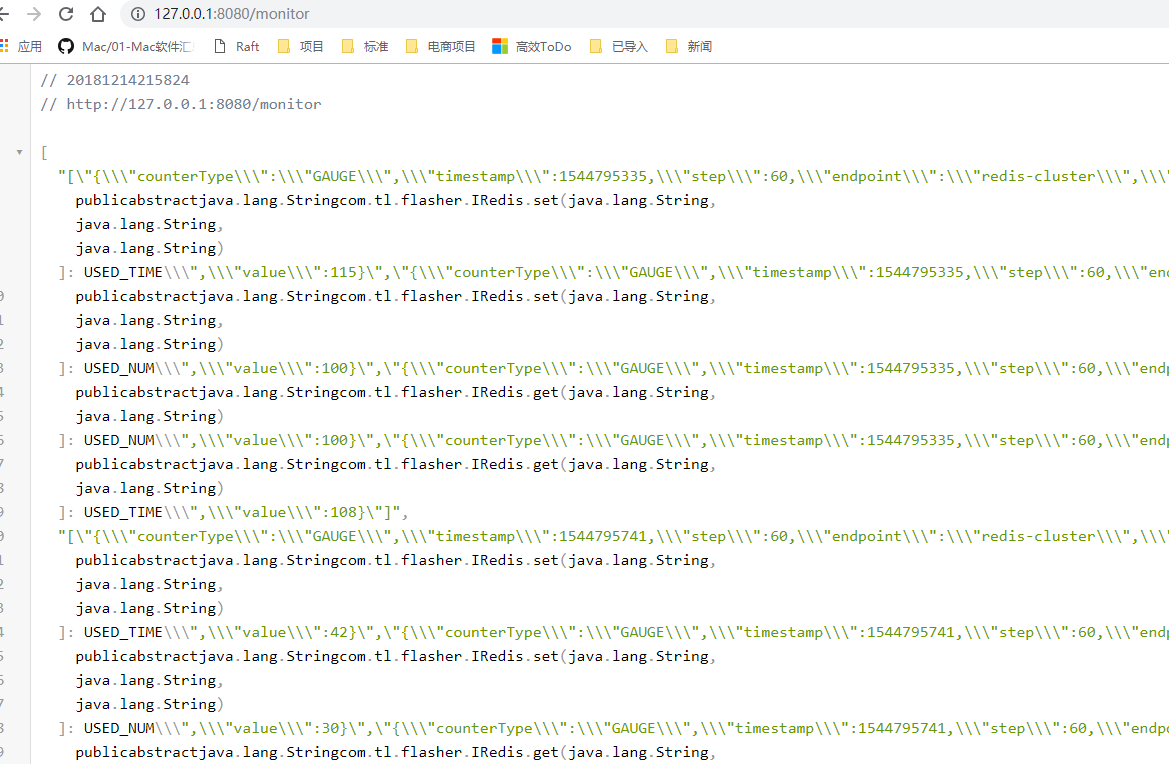 127.0.0.1:8080/monitor
应用 Mac/01-Mac软件汇 Raft 项目 标准 电商项目 高效ToDo 已导入 新闻
// 20181214215824
// http://127.0.0.1:8080/monitor
[
"[\"{\\\"counterType\\\":\\\"GAUGE\\\",\\\"timestamp\\\":1544795335,\\\"step\\\":60,\\\"endpoint\\\":\\\"redis-cluster\\\",\\\"
publicabstractjava.lang.Stringcom.tl.flasher.IRedis.set(java.lang.String,
java.lang.String,
java.lang.String)
]: USED_TIME\\\",\\\"value\\\":115}\",\"{\\\"counterType\\\":\\\"GAUGE\\\",\\\"timestamp\\\":1544795335,\\\"step\\\":60,\\\"end
publicabstractjava.lang.Stringcom.tl.flasher.IRedis.set(java.lang.String,
java.lang.String,
java.lang.String)
]: USED_NUM\\\",\\\"value\\\":100}\",\"{\\\"counterType\\\":\\\"GAUGE\\\",\\\"timestamp\\\":1544795335,\\\"step\\\":60,\\\"endp
publicabstractjava.lang.Stringcom.tl.flasher.IRedis.get(java.lang.String,
java.lang.String)
]: USED_NUM\\\",\\\"value\\\":100}\",\"{\\\"counterType\\\":\\\"GAUGE\\\",\\\"timestamp\\\":1544795335,\\\"step\\\":60,\\\"endp
publicabstractjava.lang.Stringcom.tl.flasher.IRedis.get(java.lang.String,
java.lang.String)
]: USED_TIME\\\",\\\"value\\\":108}\"]",
"[\"{\\\"counterType\\\":\\\"GAUGE\\\",\\\"timestamp\\\":1544795741,\\\"step\\\":60,\\\"endpoint\\\":\\\"redis-cluster\\\",\\\"
publicabstractjava.lang.Stringcom.tl.flasher.IRedis.set(java.lang.String,
java.lang.String,
java.lang.String)
]: USED_TIME\\\",\\\"value\\\":42}\",\"{\\\"counterType\\\":\\\"GAUGE\\\",\\\"timestamp\\\":1544795741,\\\"step\\\":60,\\\"endp
publicabstractjava.lang.Stringcom.tl.flasher.IRedis.set(java.lang.String,
java.lang.String,
java.lang.String)
]: USED_NUM\\\",\\\"value\\\":30}\",\"{\\\"counterType\\\":\\\"GAUGE\\\",\\\"timestamp\\\":1544795741,\\\"step\\\":60,\\\"endpo
publicabstractjava.lang.Stringcom.tl.flasher.IRedis.get(java.lang.String,